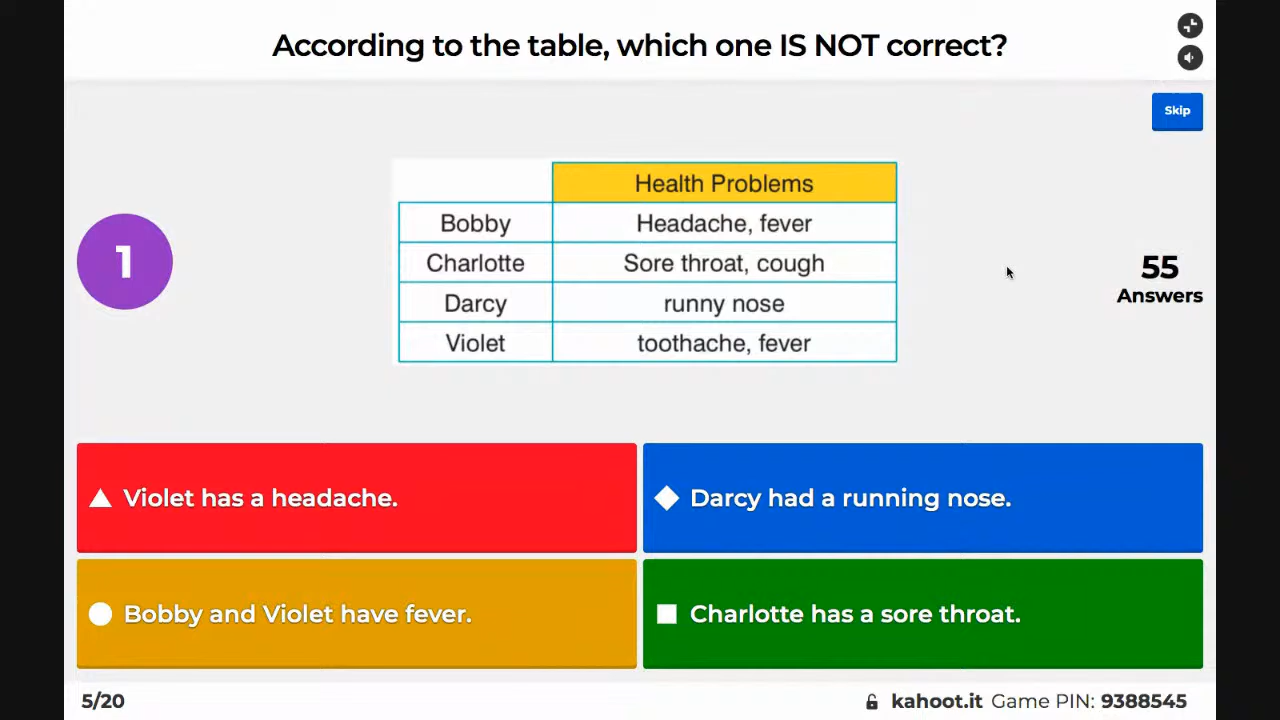 According to the table, which one IS NOT correct?
Skip
Health Problems
Bobby Headache, fever
Charlotte Sore throat, cough
Darcy runny nose
Violet toothache, fever
1
55
Answers
Violet has a headache.
Darcy had a running nose.
Bobby and Violet have fever.
Charlotte has a sore throat.
5/20
kahoot.it Game PIN: 9388545